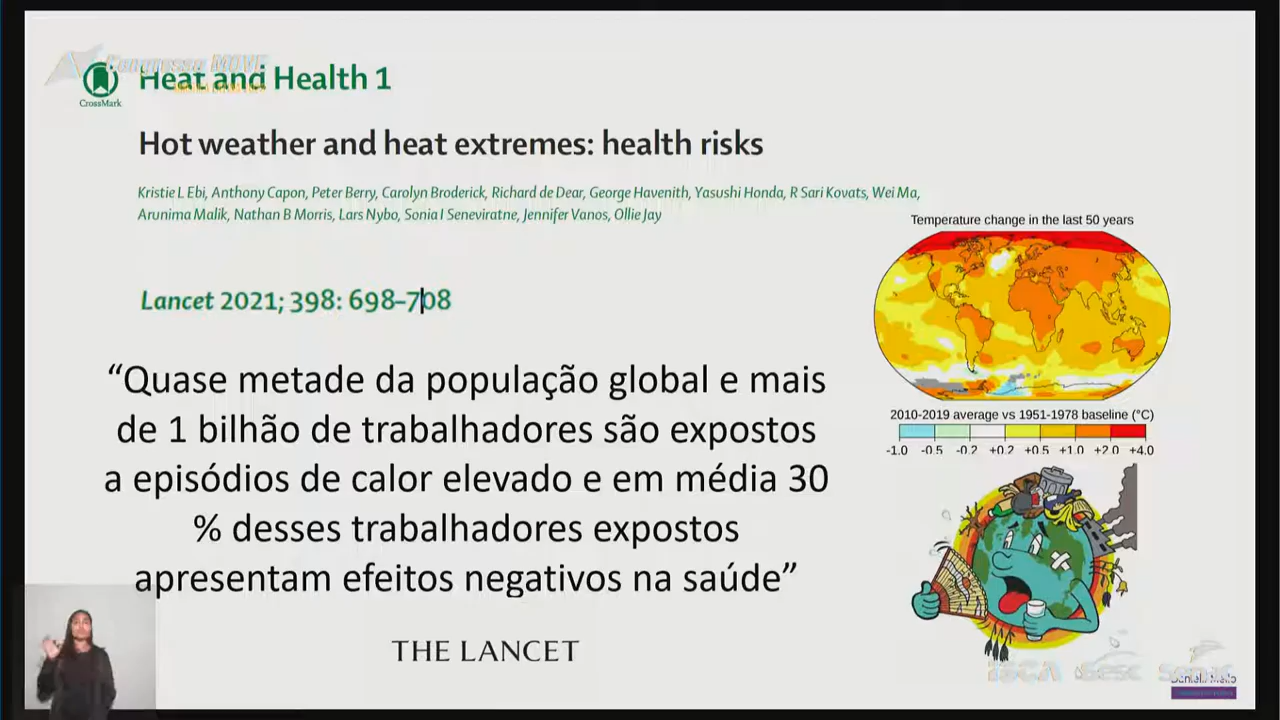 Congresso MOVE
CrossMark
Heat and Health 1
Hot weather and heat extremes: health risks
Kristie L Ebi, Anthony Capon, Peter Berry, Carolyn Broderick, Richard de Dear, George Havenith, Yasushi Honda, R Sari Kovats, Wei Ma,
Arunima Malik, Nathan B Morris, Lars Nybo, Sonia I Seneviratne, Jennifer Vanos, Ollie Jay
Temperature change in the last 50 years
Lancet 2021; 398: 698–708
“Quase metade da população global e mais
de 1 bilhão de trabalhadores são expostos
a episódios de calor elevado e em média 30
% desses trabalhadores expostos
apresentam efeitos negativos na saúde”
THE LANCET
2010-2019 average vs 1951-1978 baseline (°C)
-1.0 -0.5 -0.2 +0.2 +0.5 +1.0 +2.0 +4.0
Sesc